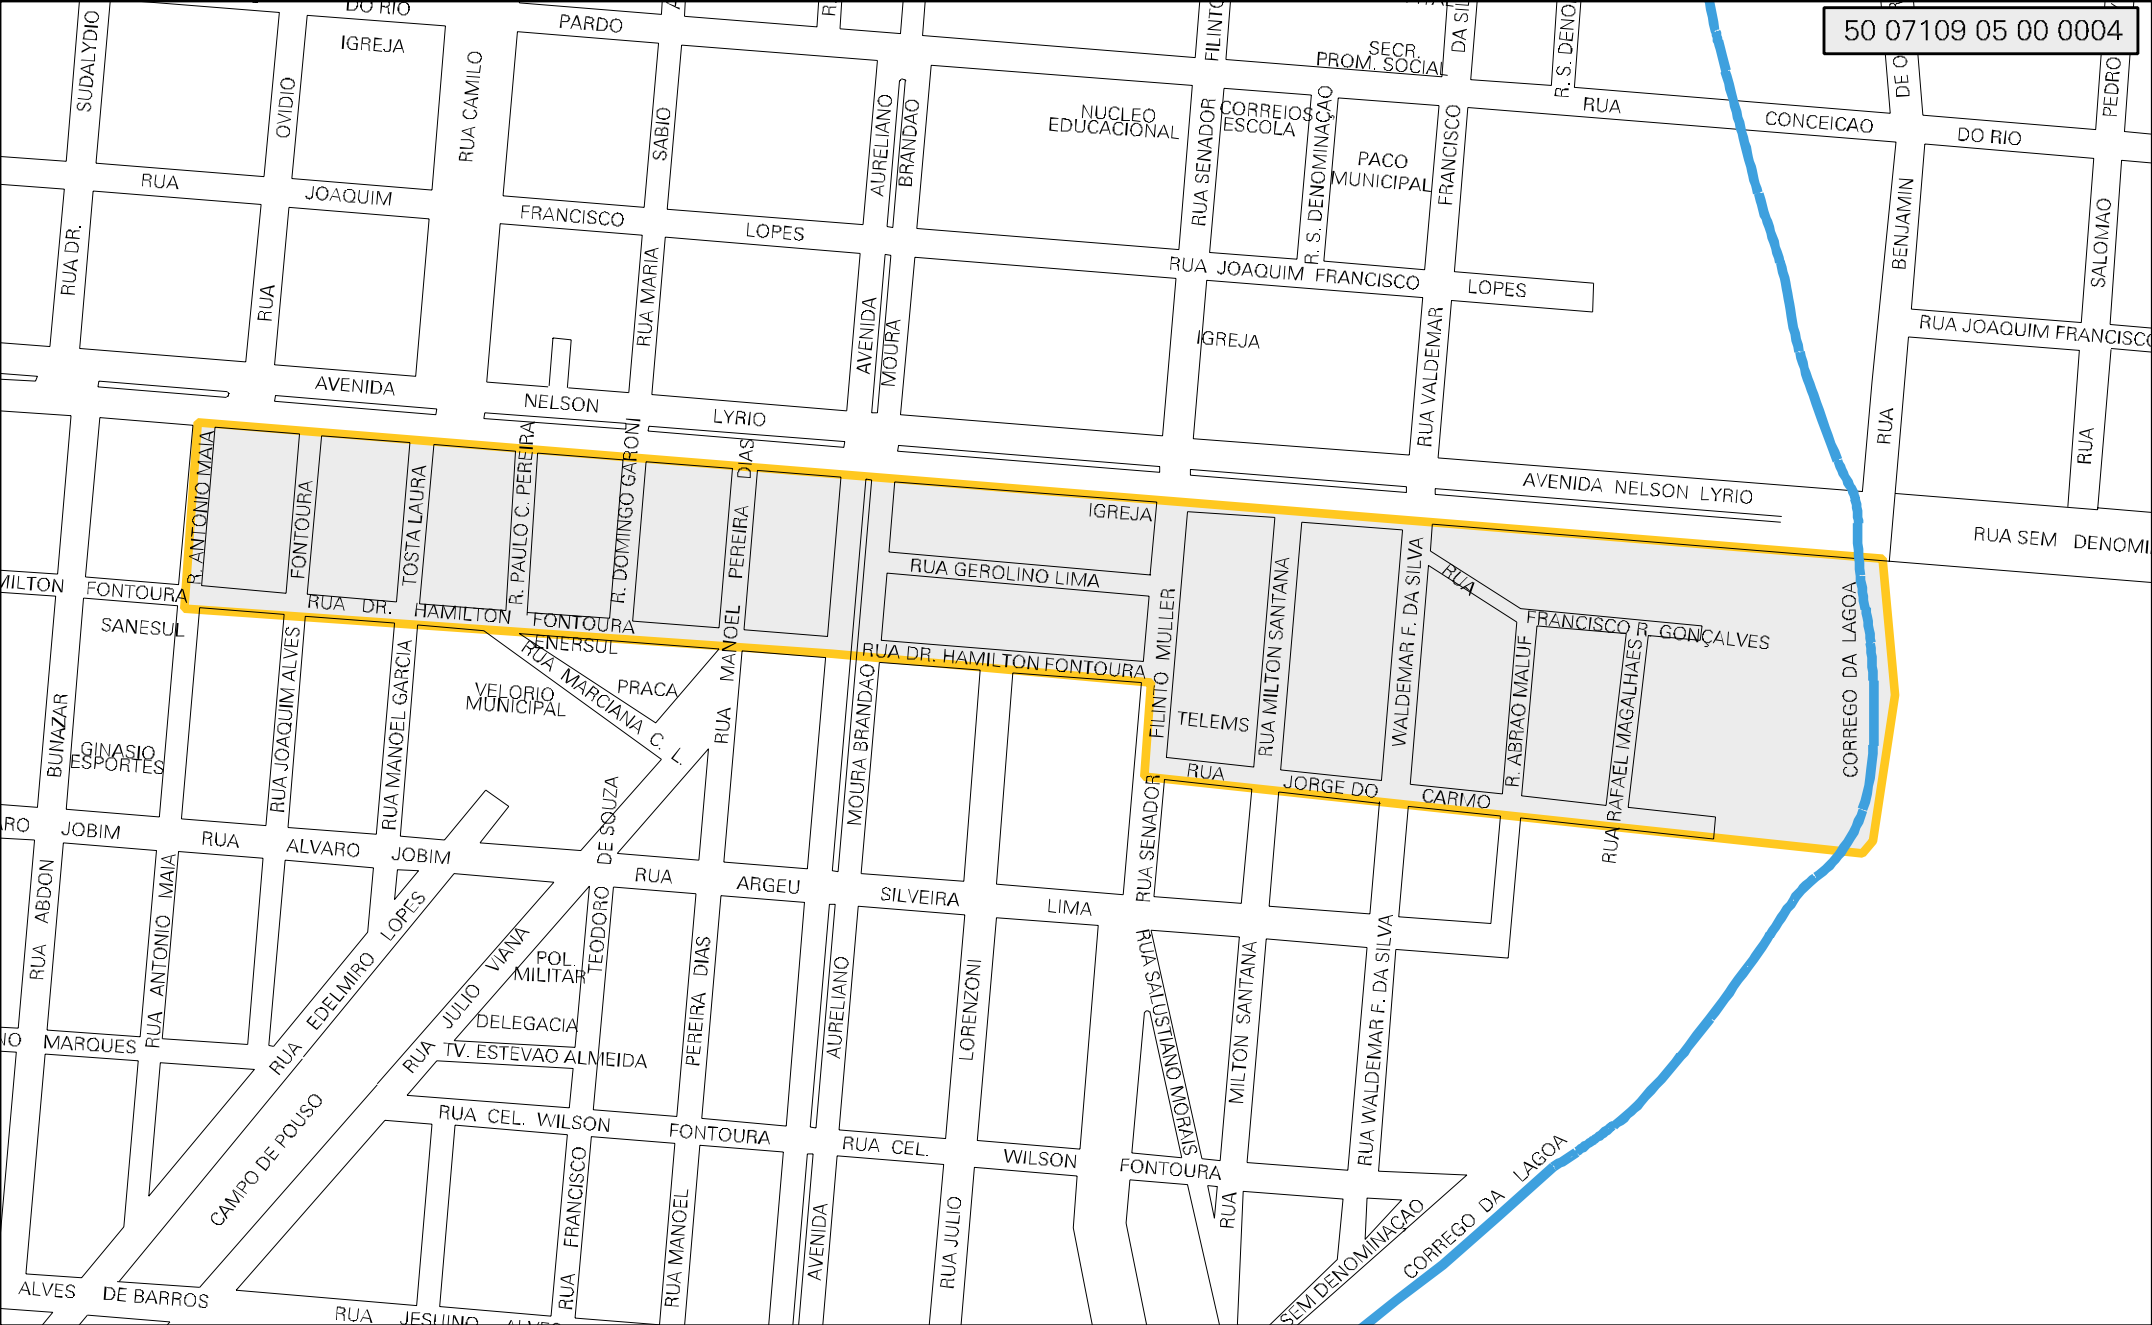 50 07109 05 00 0004
DO RIO
PARDO
IGREJA
SUDALYDIO
OVIDIO
RUA CAMILO
SABIO
AURELIANO
BRANDAO
FILINTO
SECR.
PROM. SOCIAL
R. S. DENO
RUA
CONCEICAO
DO RIO
PEDRO
NUCLEO
EDUCACIONAL
RUA SENADOR
CORREIOS
ESCOLA
R. S. DENOMINAÇAO
PACO
MUNICIPAL
FRANCISCO
RUA
JOAQUIM
FRANCISCO
LOPES
RUA DR.
RUA
RUA MARIA
AVENIDA
MOURA
RUA JOAQUIM FRANCISCO
LOPES
IGREJA
RUA VALDEMAR
BENJAMIN
RUA
SALOMAO
RUA
RUA JOAQUIM FRANCISCO
AVENIDA
NELSON
LYRIO
AVENIDA NELSON LYRIO
RUA SEM DENOMI
R. ANTONIO MAIA
FONTOURA
TOSTA LAURA
R. PAULO C. PEREIRA
R. DOMINGO GARONI
RUA MANOEL PEREIRA DIAS
IGREJA
RUA GEROLINO LIMA
FILINTO MULLER
RUA MILTON SANTANA
WALDEMAR F. DA SILVA
RUA
FRANCISCO R. GONÇALVES
R. ABRAO MALUF
RUA RAFAEL MAGALHAES
CORREGO DA LAGOA
MILTON FONTOURA
RUA DR. HAMILTON FONTOURA
RUA DR. HAMILTON FONTOURA
SANESUL
ENERSUL
RUA MARCIANA C. L.
PRACA
VELORIO
MUNICIPAL
TELEMS
RUA
JORGE DO
CARMO
BUNAZAR
GINASIO
ESPORTES
RUA JOAQUIM ALVES
RUA MANOEL GARCIA
MOURA BRANDAO
RUA SENADOR
DE SOUZA
ARO JOBIM
RUA
ALVARO
JOBIM
RUA
ARGEU
SILVEIRA
LIMA
RUA ABDON
RUA ANTONIO MAIA
RUA EDELMIRO LOPES
RUA JULIO VIANA
POL.
MILITAR
TEODORO
DELEGACIA
TV. ESTEVAO ALMEIDA
PEREIRA DIAS
AURELIANO
LORENZONI
RUA SALUSTIANO MORAIS
MILTON SANTANA
RUA WALDEMAR F. DA SILVA
NO MARQUES
CAMPO DE POUSO
RUA CEL. WILSON
FONTOURA
RUA CEL.
WILSON
FONTOURA
RUA FRANCISCO
RUA MANOEL
AVENIDA
RUA JULIO
RUA
SEM DENOMINAÇAO
CORREGO DA LAGOA
ALVES
DE BARROS
RUA
JESUINO